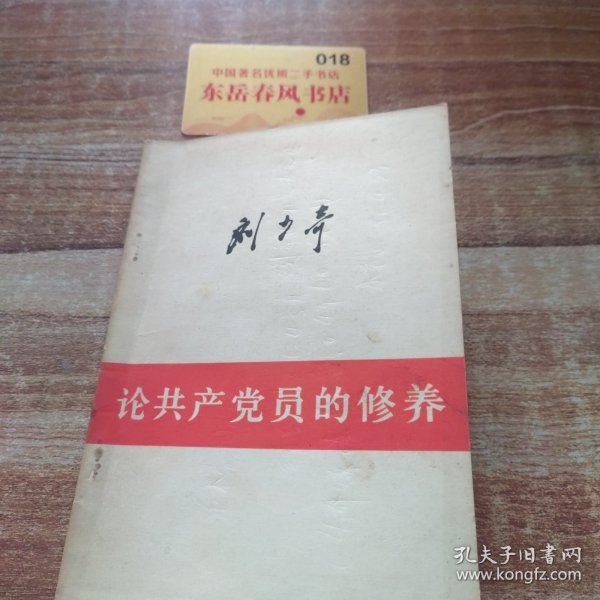 018
中国著名优质二手书店
东岳春风书店
刘少奇
论共产党员的修养
孔夫子旧书网
www.kongfz.com